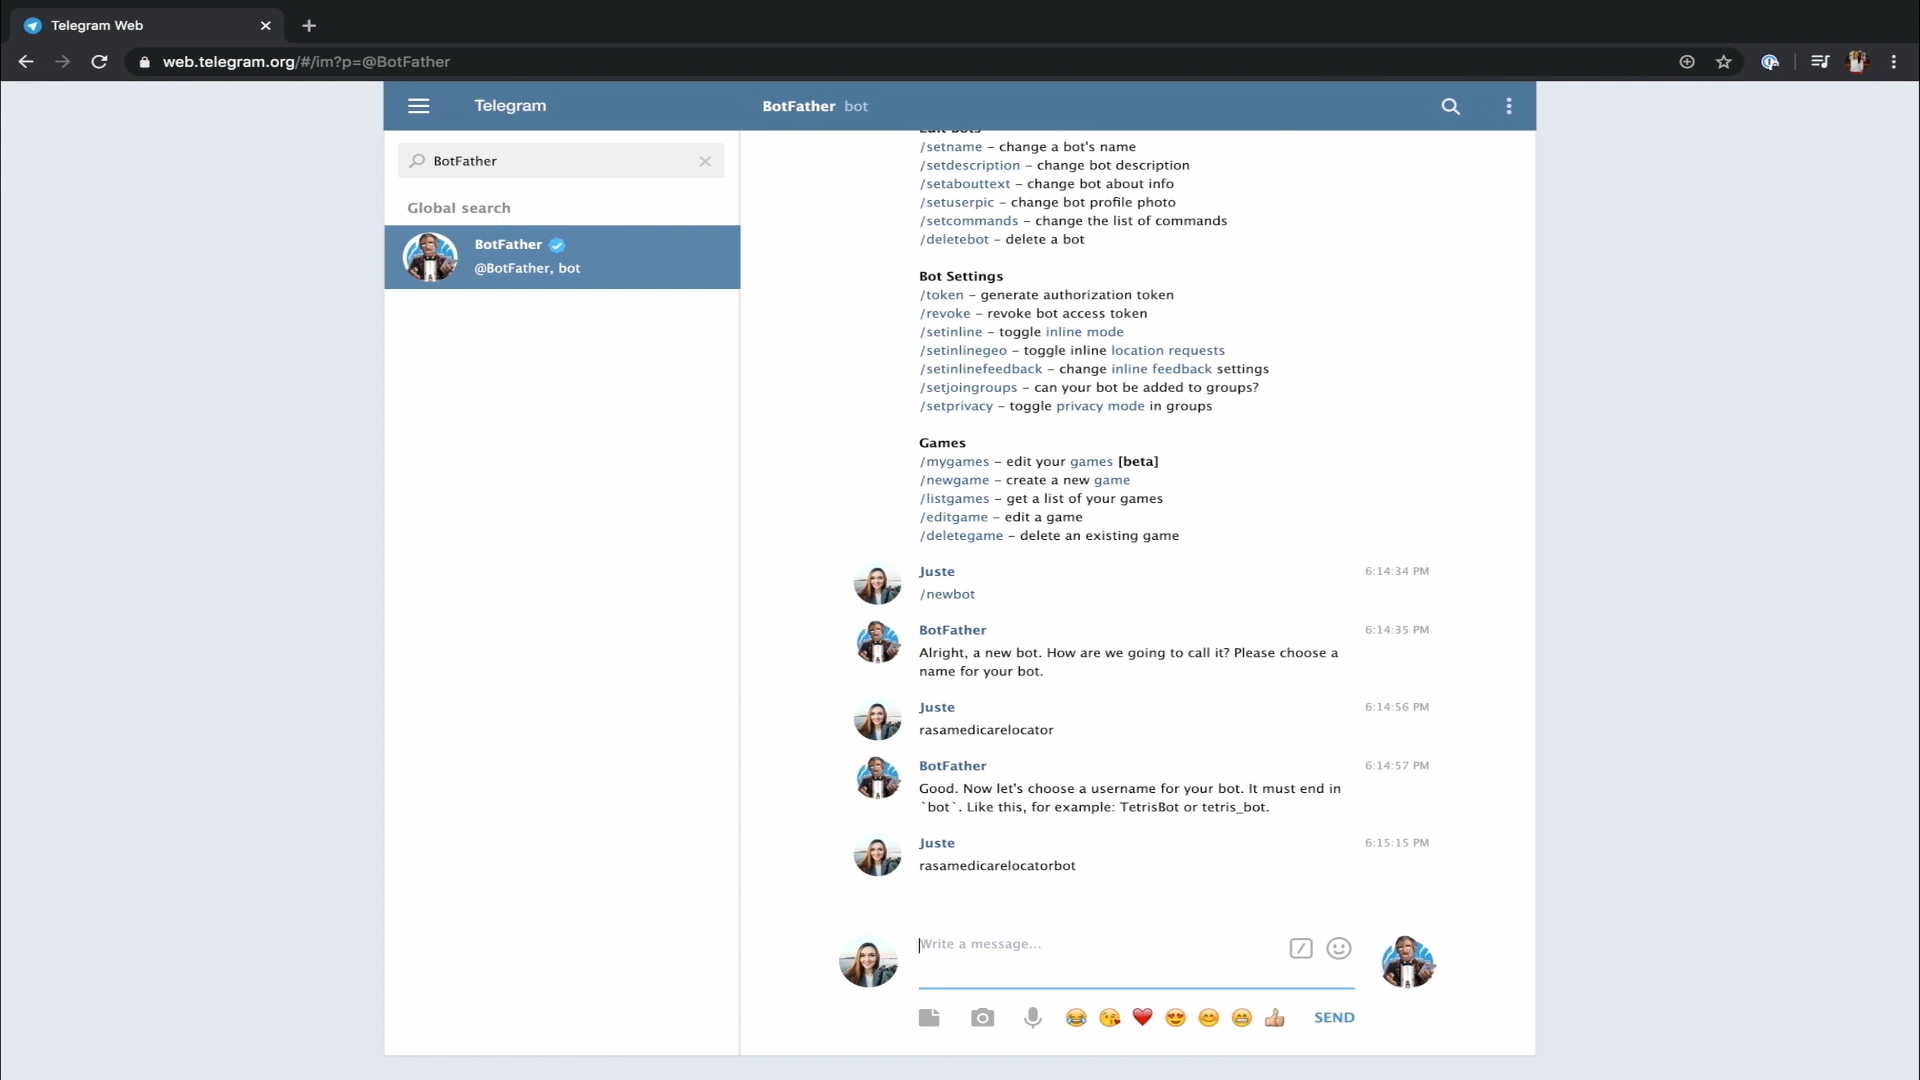 Telegram Web
web.telegram.org/#/im?p=@BotFather
Telegram
BotFather bot
BotFather
Global search
BotFather
@BotFather, bot
Edit Bots
/setname – change a bot's name
/setdescription – change bot description
/setabouttext – change bot about info
/setuserpic – change bot profile photo
/setcommands – change the list of commands
/deletebot – delete a bot
Bot Settings
/token – generate authorization token
/revoke – revoke bot access token
/setinline – toggle inline mode
/setinlinegeo – toggle inline location requests
/setinlinefeedback – change inline feedback settings
/setjoingroups – can your bot be added to groups?
/setprivacy – toggle privacy mode in groups
Games
/mygames – edit your games [beta]
/newgame – create a new game
/listgames – get a list of your games
/editgame – edit a game
/deletegame – delete an existing game
Juste 6:14:34 PM
/newbot
BotFather 6:14:35 PM
Alright, a new bot. How are we going to call it? Please choose a
name for your bot.
Juste 6:14:56 PM
rasamedicarelocator
BotFather 6:14:57 PM
Good. Now let's choose a username for your bot. It must end in
`bot`. Like this, for example: TetrisBot or tetris_bot.
Juste 6:15:15 PM
rasamedicarelocatorbot
Write a message...
SEND